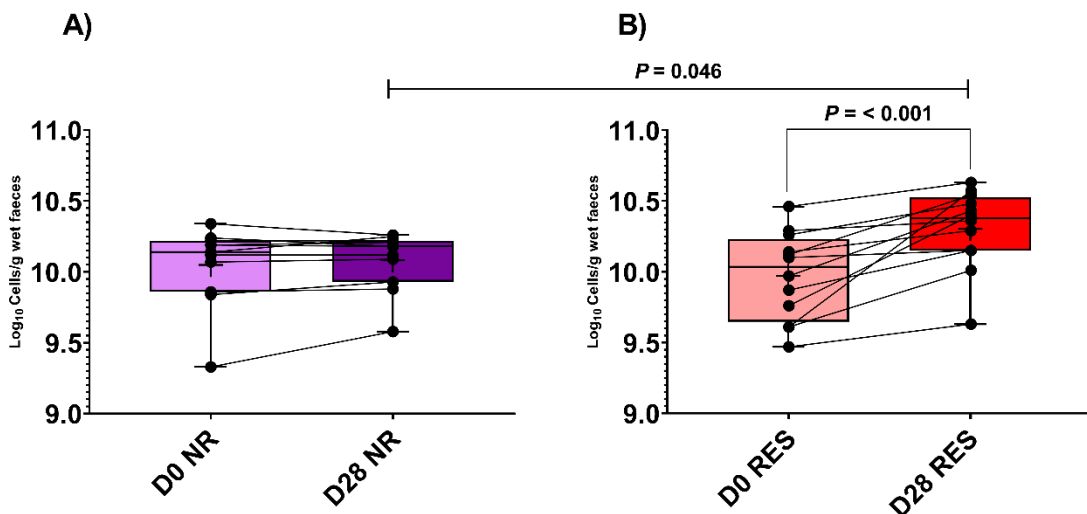 A)
B)
P = 0.046
P = < 0.001
11.0
10.5
10.0
9.5
9.0
Log10 Cells/g wet faeces
D0 NR
D28 NR
11.0
10.5
10.0
9.5
9.0
Log10 Cells/g wet faeces
D0 RES
D28 RES